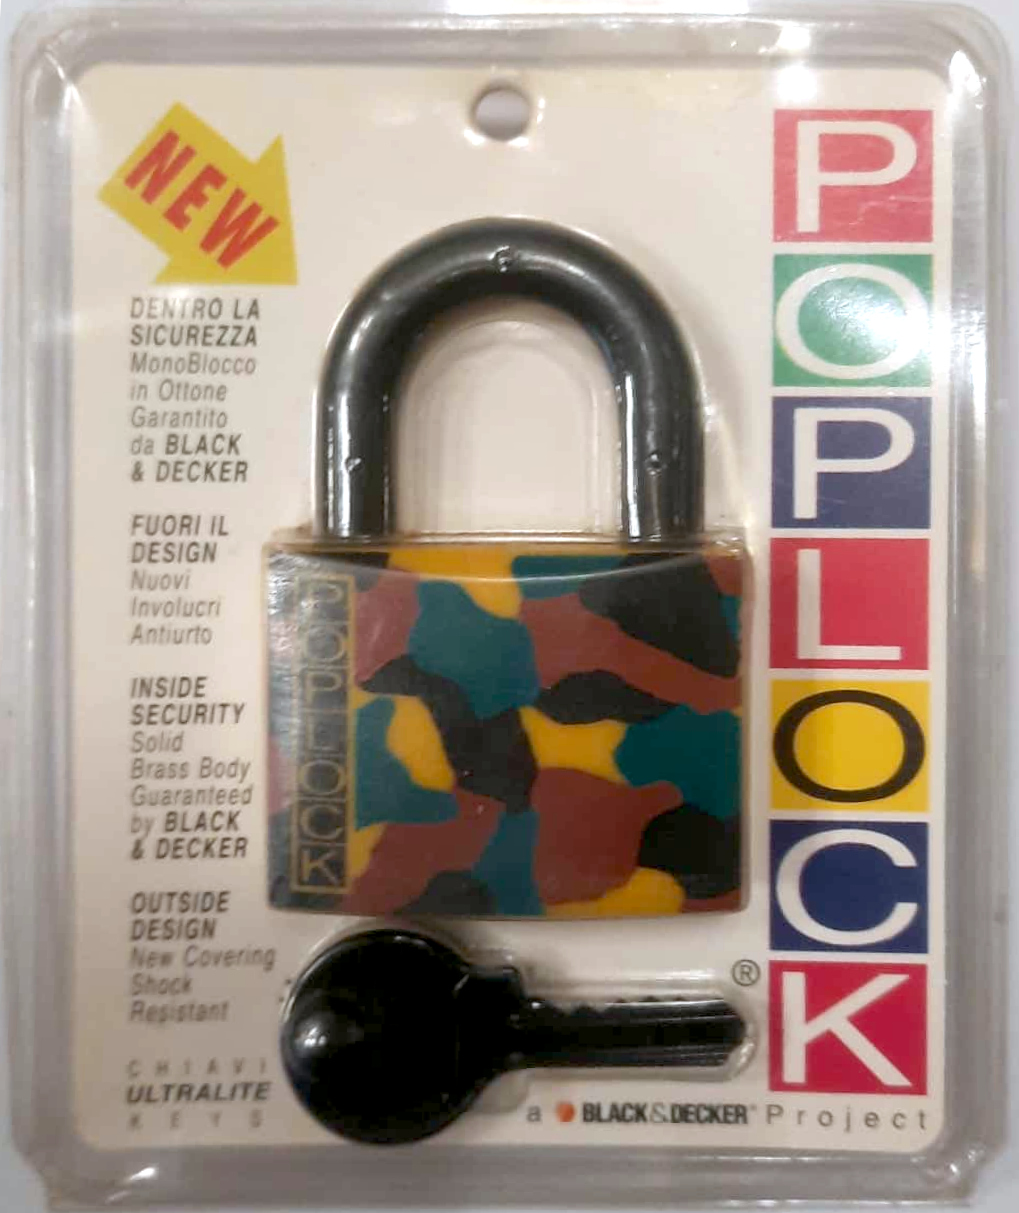 NEW
DENTRO LA
SICUREZZA
MonoBlocco
in Ottone
Garantito
da BLACK
& DECKER
FUORI IL
DESIGN
Nuovi
Involucri
Antiurto
INSIDE
SECURITY
Solid
Brass Body
Guaranteed
by BLACK
& DECKER
OUTSIDE
DESIGN
New Covering
Shock
Resistant
CHIAVI
ULTRALITE
KEYS
POPLOCK
POPLOCK
®
a BLACK&DECKER® Project